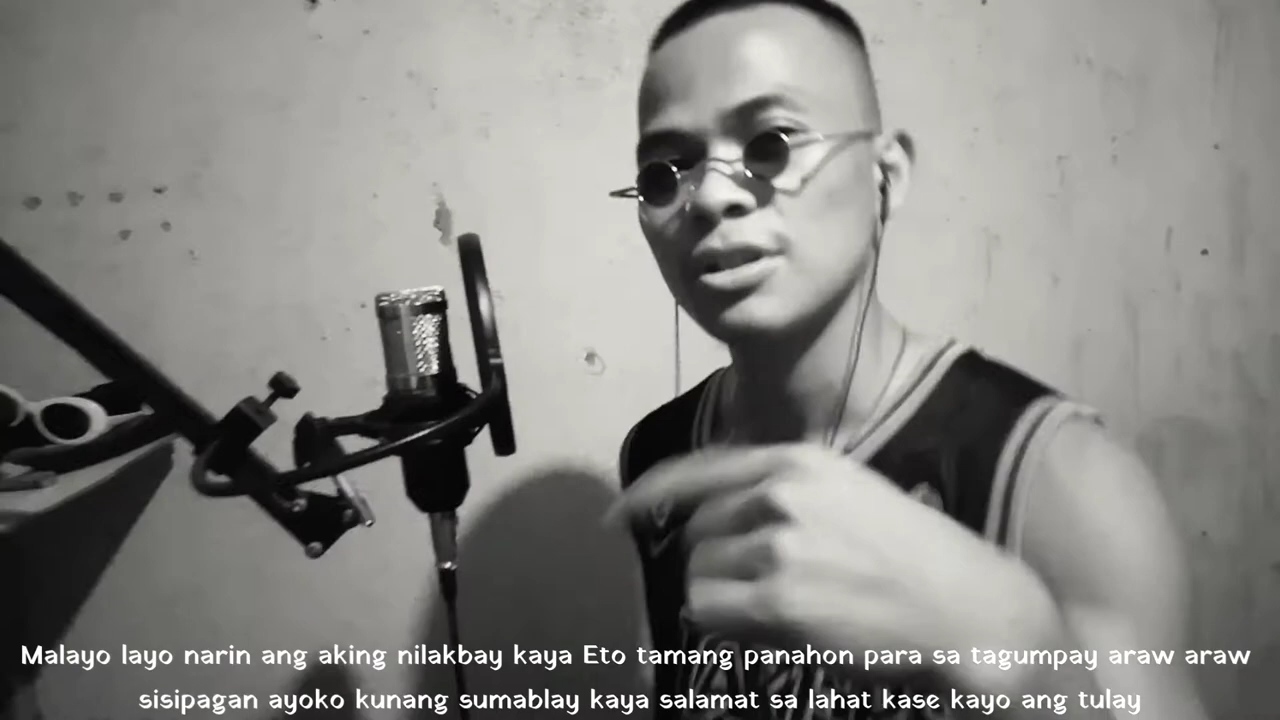 Malayo layo narin ang aking nilakbay kaya Eto tamang panahon para sa tagumpay araw araw
sisipagan ayoko kunang sumablay kaya salamat sa lahat kase kayo ang tulay